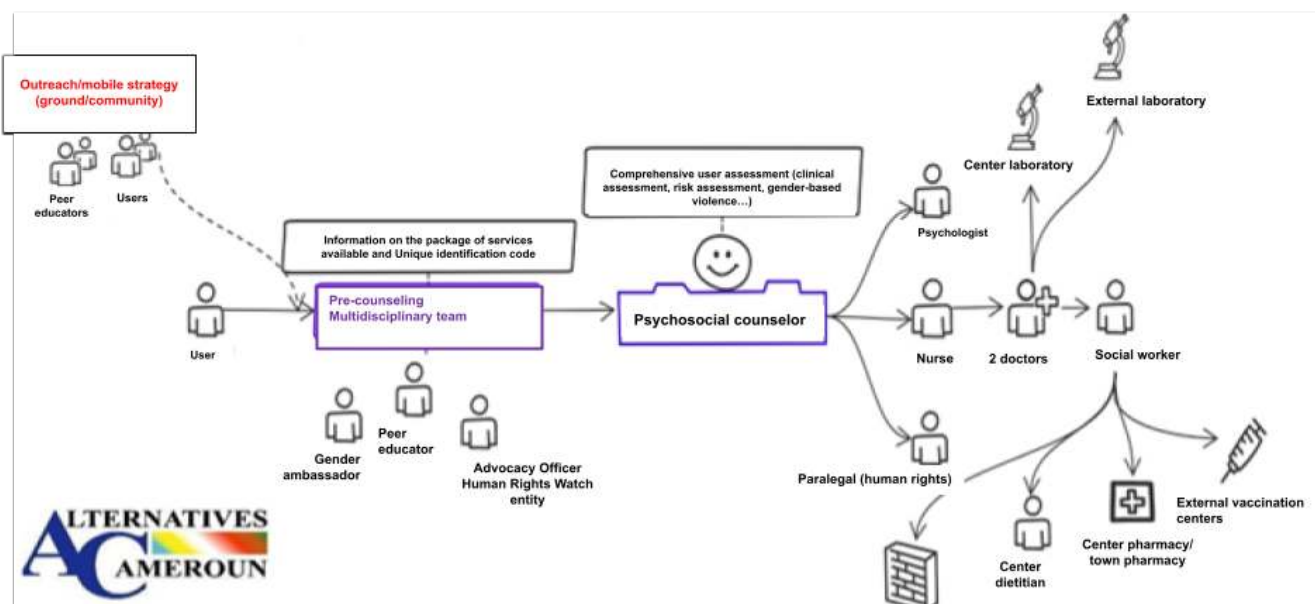 Outreach/mobile strategy
(ground/community)
Peer
educators
Users
User
Information on the package of services
available and Unique identification code
Pre-counseling
Multidisciplinary team
Gender
ambassador
Peer
educator
Advocacy Officer
Human Rights Watch
entity
Comprehensive user assessment (clinical
assessment, risk assessment, gender-based
violence...)
Psychosocial counselor
Psychologist
Nurse
2 doctors
Social worker
Paralegal (human rights)
Center laboratory
External laboratory
Center
dietitian
Center pharmacy/
town pharmacy
External vaccination
centers
ALTERNATIVES
CAMEROUN